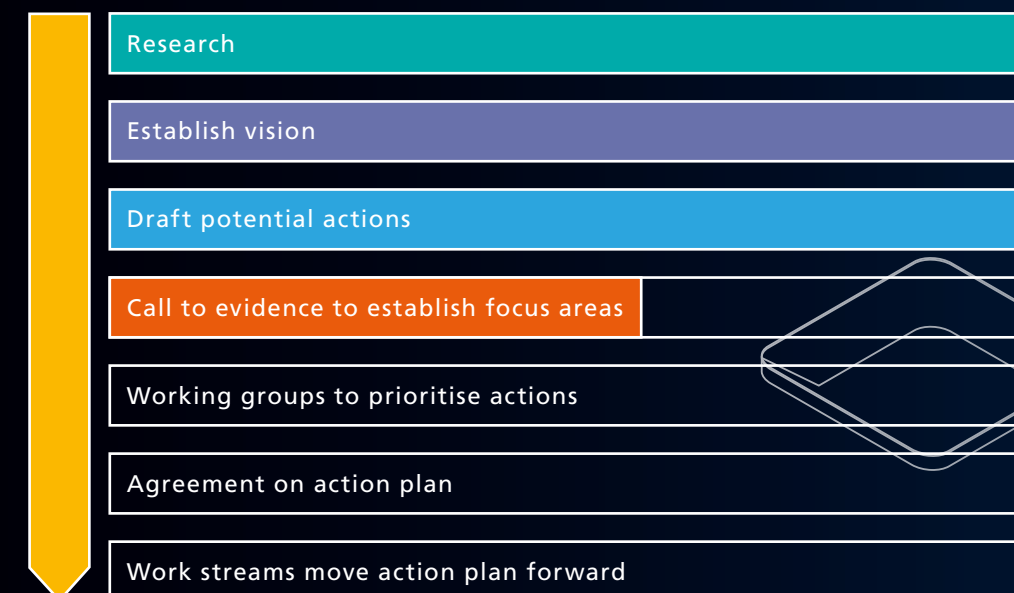 Research
Establish vision
Draft potential actions
Call to evidence to establish focus areas
Working groups to prioritise actions
Agreement on action plan
Work streams move action plan forward